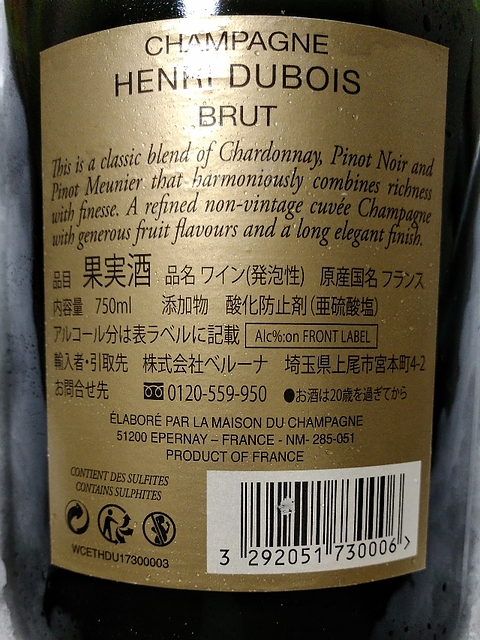 CHAMPAGNE
HENRI DUBOIS
BRUT
This is a classic blend of Chardonnay, Pinot Noir and
Pinot Meunier that harmoniously combines richness
with finesse. A refined non-vintage cuvée Champagne
with generous fruit flavours and a long elegant finish.
品目 果実酒 品名 ワイン(発泡性) 原産国名 フランス
内容量 750ml 添加物 酸化防止剤(亜硫酸塩)
アルコール分は表ラベルに記載 Alc%:on FRONT LABEL
輸入者・引取先 株式会社ベルーナ 埼玉県上尾市宮本町4-2
お問合せ先 0120-559-950 ●お酒は20歳を過ぎてから
ÉLABORÉ PAR LA MAISON DU CHAMPAGNE
51200 EPERNAY – FRANCE - NM- 285-051
PRODUCT OF FRANCE
CONTIENT DES SULFITES
CONTAINS SULPHITES
WCETHDU17300003
3 292051 730006 >